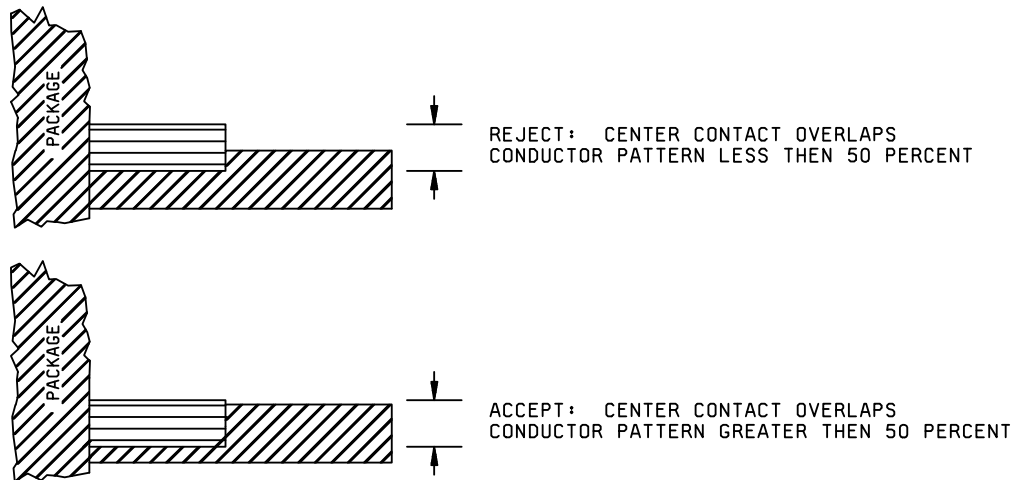 PACKAGE
REJECT: CENTER CONTACT OVERLAPS
CONDUCTOR PATTERN LESS THEN 50 PERCENT
PACKAGE
ACCEPT: CENTER CONTACT OVERLAPS
CONDUCTOR PATTERN GREATER THEN 50 PERCENT